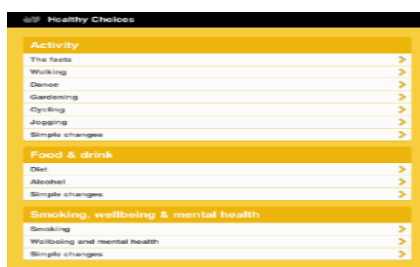 Healthy Choices
Activity
The facts
Walking
Dance
Gardening
Cycling
Jogging
Simple changes
Food & drink
Diet
Alcohol
Simple changes
Smoking, wellbeing & mental health
Smoking
Wellbeing and mental health
Simple changes